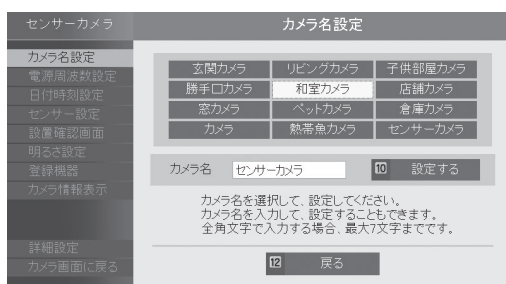 センサーカメラ
カメラ名設定
カメラ名設定
電源周波数設定
日付時刻設定
センサー設定
設置確認画面
明るさ設定
登録機器
カメラ情報表示
詳細設定
カメラ画面に戻る
玄関カメラ リビングカメラ 子供部屋カメラ
勝手口カメラ 和室カメラ 店舗カメラ
窓カメラ ペットカメラ 倉庫カメラ
カメラ 熱帯魚カメラ センサーカメラ
カメラ名 センサーカメラ 10 設定する
カメラ名を選択して、設定してください。
カメラ名を入力して、設定することもできます。
全角文字で入力する場合、最大7文字までです。
12 戻る